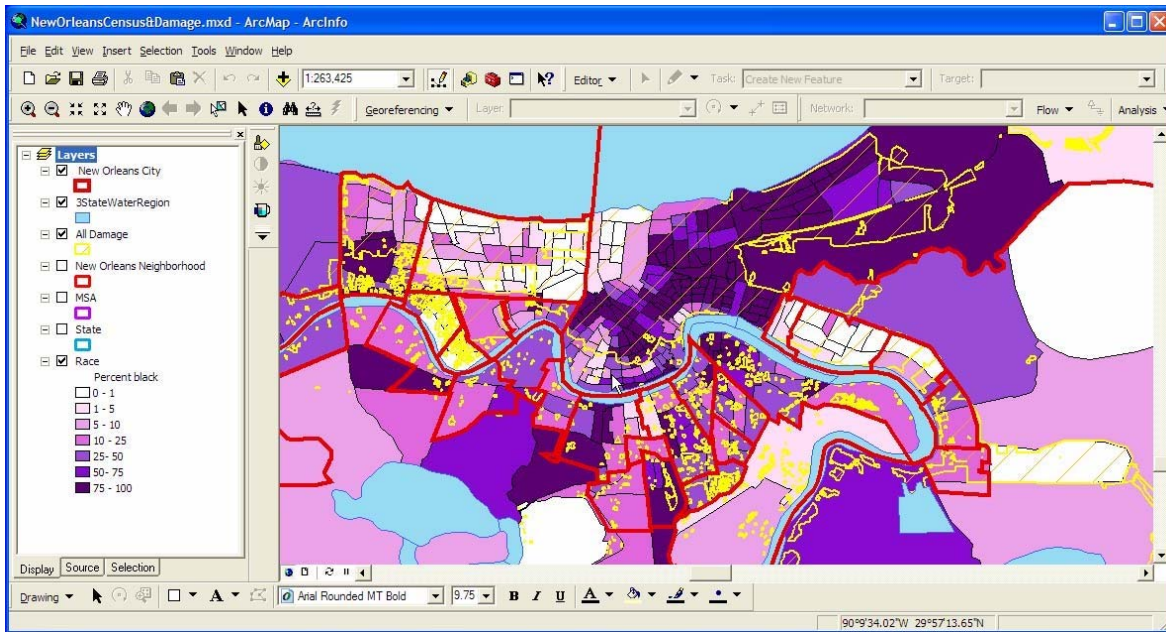 NewOrleansCensus&Damage.mxd - ArcMap - ArcInfo
File Edit View Insert Selection Tools Window Help
1:263,425 Editor Task: Create New Feature Target:
Georeferencing Layer: Network: Flow Analysis
Layers
New Orleans City
3StateWaterRegion
All Damage
New Orleans Neighborhood
MSA
State
Race
Percent black
0 - 1
1 - 5
5 - 10
10 - 25
25- 50
50- 75
75 - 100
Display Source Selection
Drawing A Arial Rounded MT Bold 9.75 B I U A
90°9'34.02"W 29°57'13.65"N